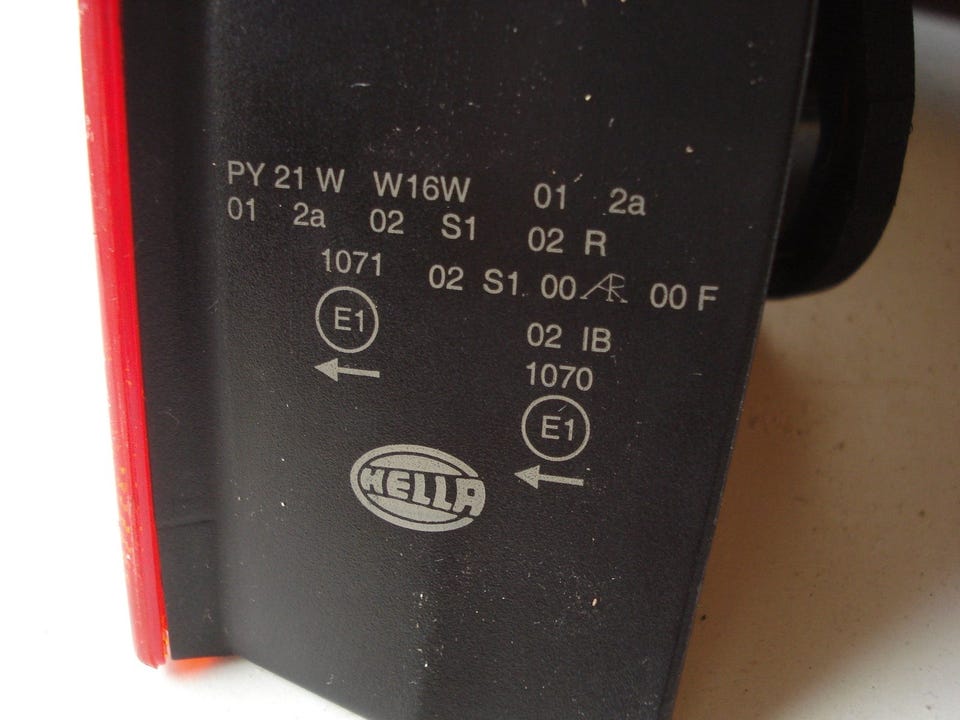 PY 21 W W16W 01 2a
01 2a 02 S1 02 R
1071 02 S1 00 AR 00 F
E1 02 IB
1070
E1
HELLA